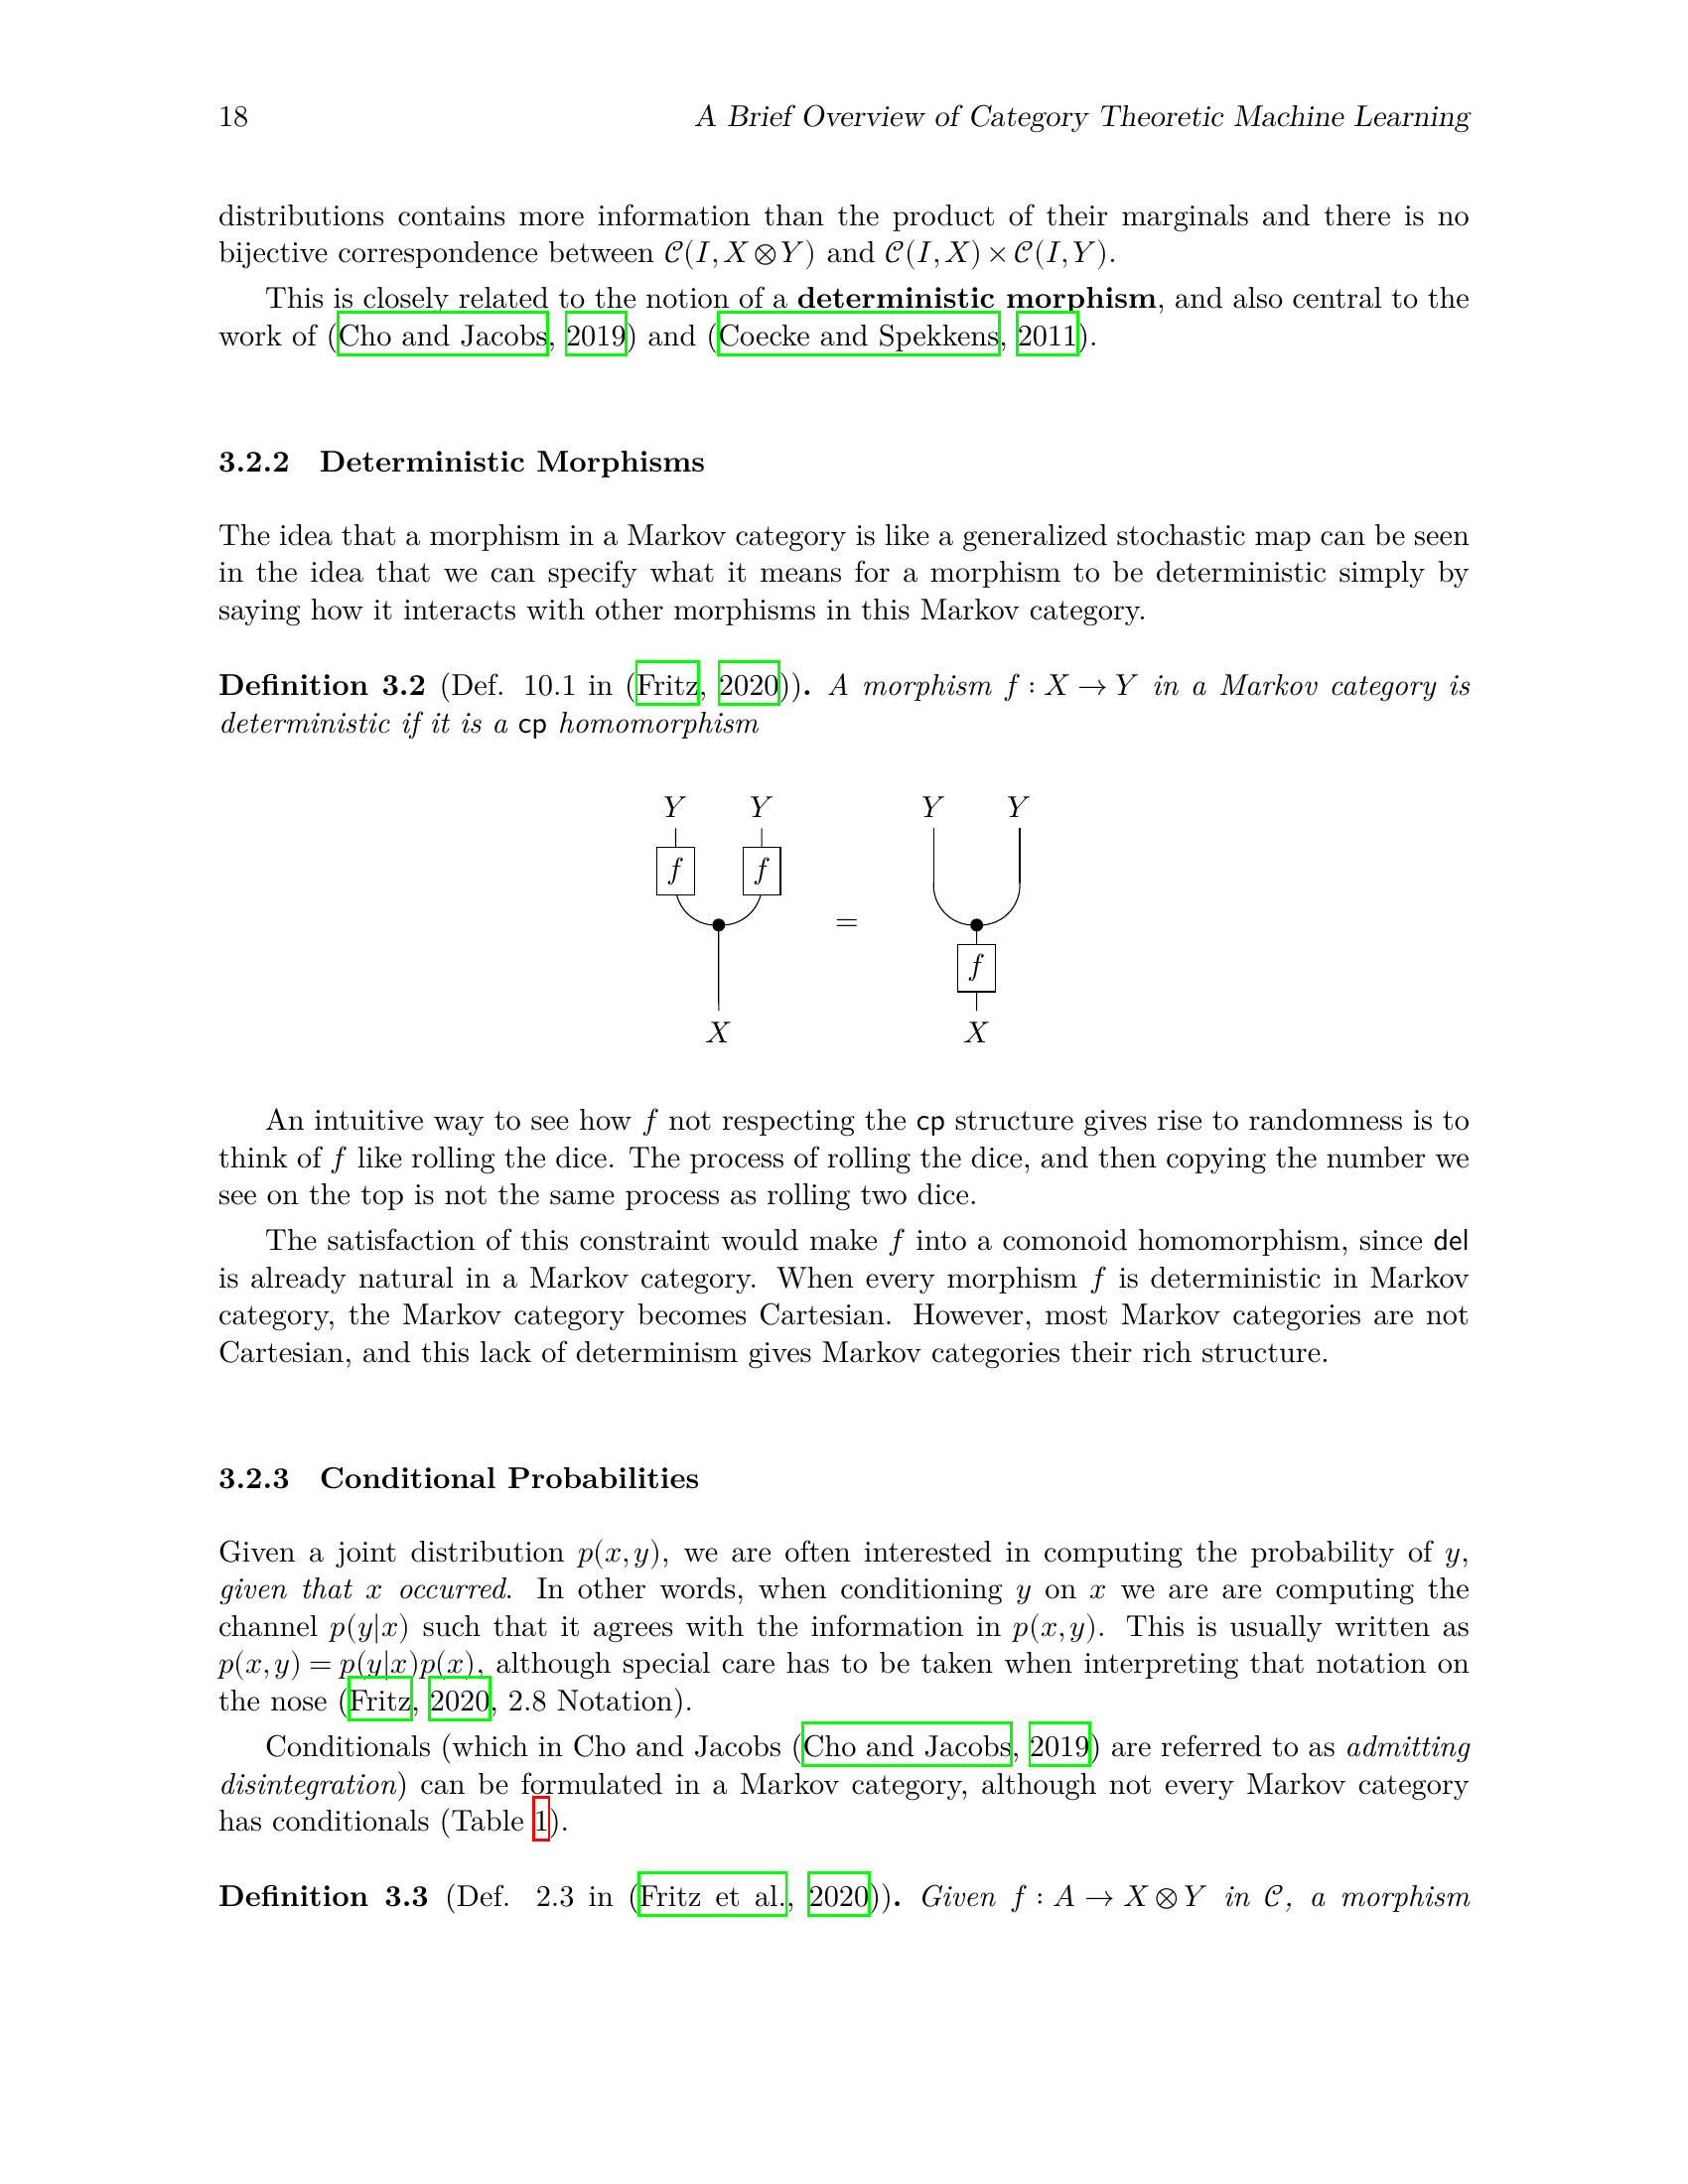 18 A Brief Overview of Category Theoretic Machine Learning
distributions contains more information than the product of their marginals and there is no
bijective correspondence between 𝒞(I, X ⊗ Y) and 𝒞(I, X) × 𝒞(I, Y).
This is closely related to the notion of a deterministic morphism, and also central to the
work of (Cho and Jacobs, 2019) and (Coecke and Spekkens, 2011).
3.2.2 Deterministic Morphisms
The idea that a morphism in a Markov category is like a generalized stochastic map can be seen
in the idea that we can specify what it means for a morphism to be deterministic simply by
saying how it interacts with other morphisms in this Markov category.
Definition 3.2 (Def. 10.1 in (Fritz, 2020)). A morphism f : X → Y in a Markov category is
deterministic if it is a cp homomorphism
Y Y Y Y
f f
=
f
X X
An intuitive way to see how f not respecting the cp structure gives rise to randomness is to
think of f like rolling the dice. The process of rolling the dice, and then copying the number we
see on the top is not the same process as rolling two dice.
The satisfaction of this constraint would make f into a comonoid homomorphism, since del
is already natural in a Markov category. When every morphism f is deterministic in Markov
category, the Markov category becomes Cartesian. However, most Markov categories are not
Cartesian, and this lack of determinism gives Markov categories their rich structure.
3.2.3 Conditional Probabilities
Given a joint distribution p(x, y), we are often interested in computing the probability of y,
given that x occurred. In other words, when conditioning y on x we are are computing the
channel p(y|x) such that it agrees with the information in p(x, y). This is usually written as
p(x, y) = p(y|x)p(x), although special care has to be taken when interpreting that notation on
the nose (Fritz, 2020, 2.8 Notation).
Conditionals (which in Cho and Jacobs (Cho and Jacobs, 2019) are referred to as admitting
disintegration) can be formulated in a Markov category, although not every Markov category
has conditionals (Table 1).
Definition 3.3 (Def. 2.3 in (Fritz et al., 2020)). Given f : A → X ⊗ Y in 𝒞, a morphism